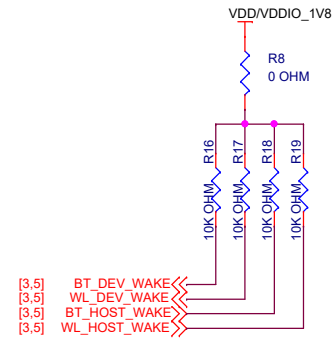 VDD/VDDIO_1V8
R8
0 OHM
R16 R17 R18 R19
10K OHM 10K OHM 10K OHM 10K OHM
[3,5] BT_DEV_WAKE
[3,5] WL_DEV_WAKE
[3,5] BT_HOST_WAKE
[3,5] WL_HOST_WAKE